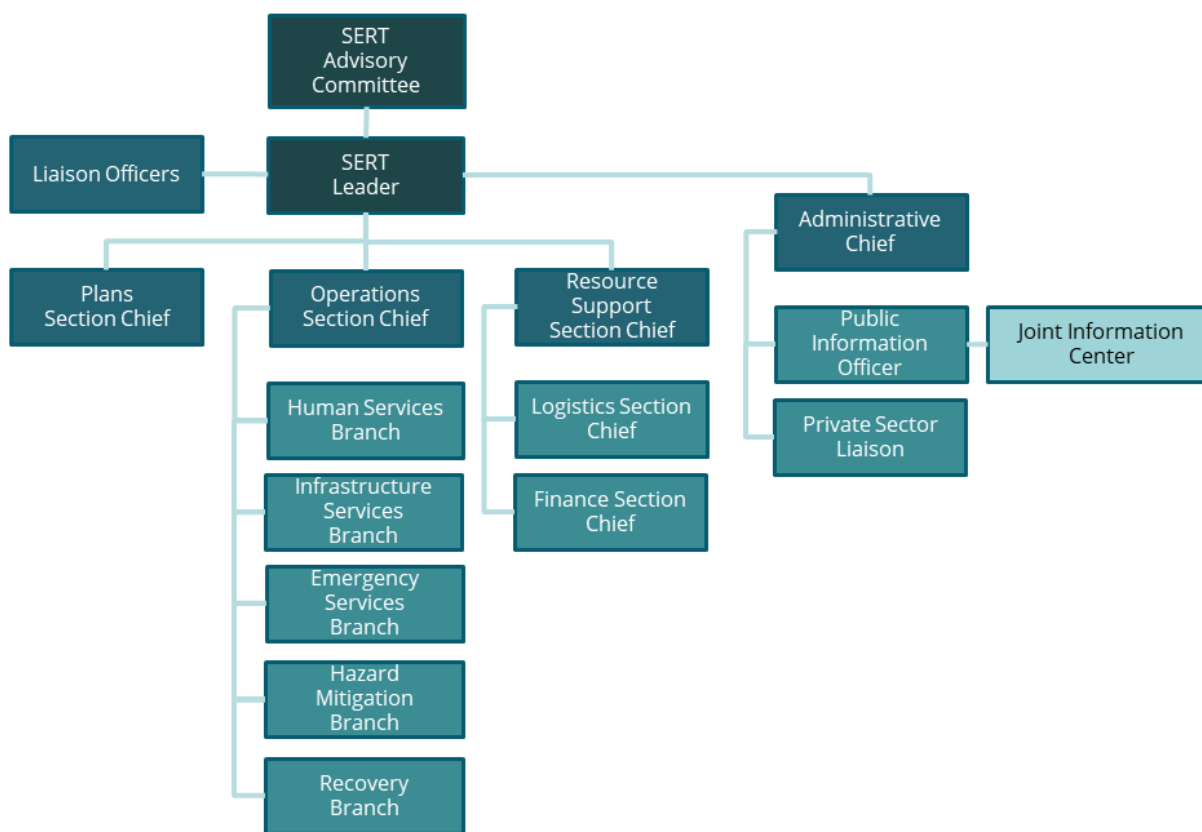 SERT
Advisory
Committee
Liaison Officers
SERT
Leader
Administrative
Chief
Plans
Section Chief
Operations
Section Chief
Resource
Support
Section Chief
Public
Information
Officer
Joint Information
Center
Human Services
Branch
Logistics Section
Chief
Private Sector
Liaison
Infrastructure
Services
Branch
Finance Section
Chief
Emergency
Services
Branch
Hazard
Mitigation
Branch
Recovery
Branch